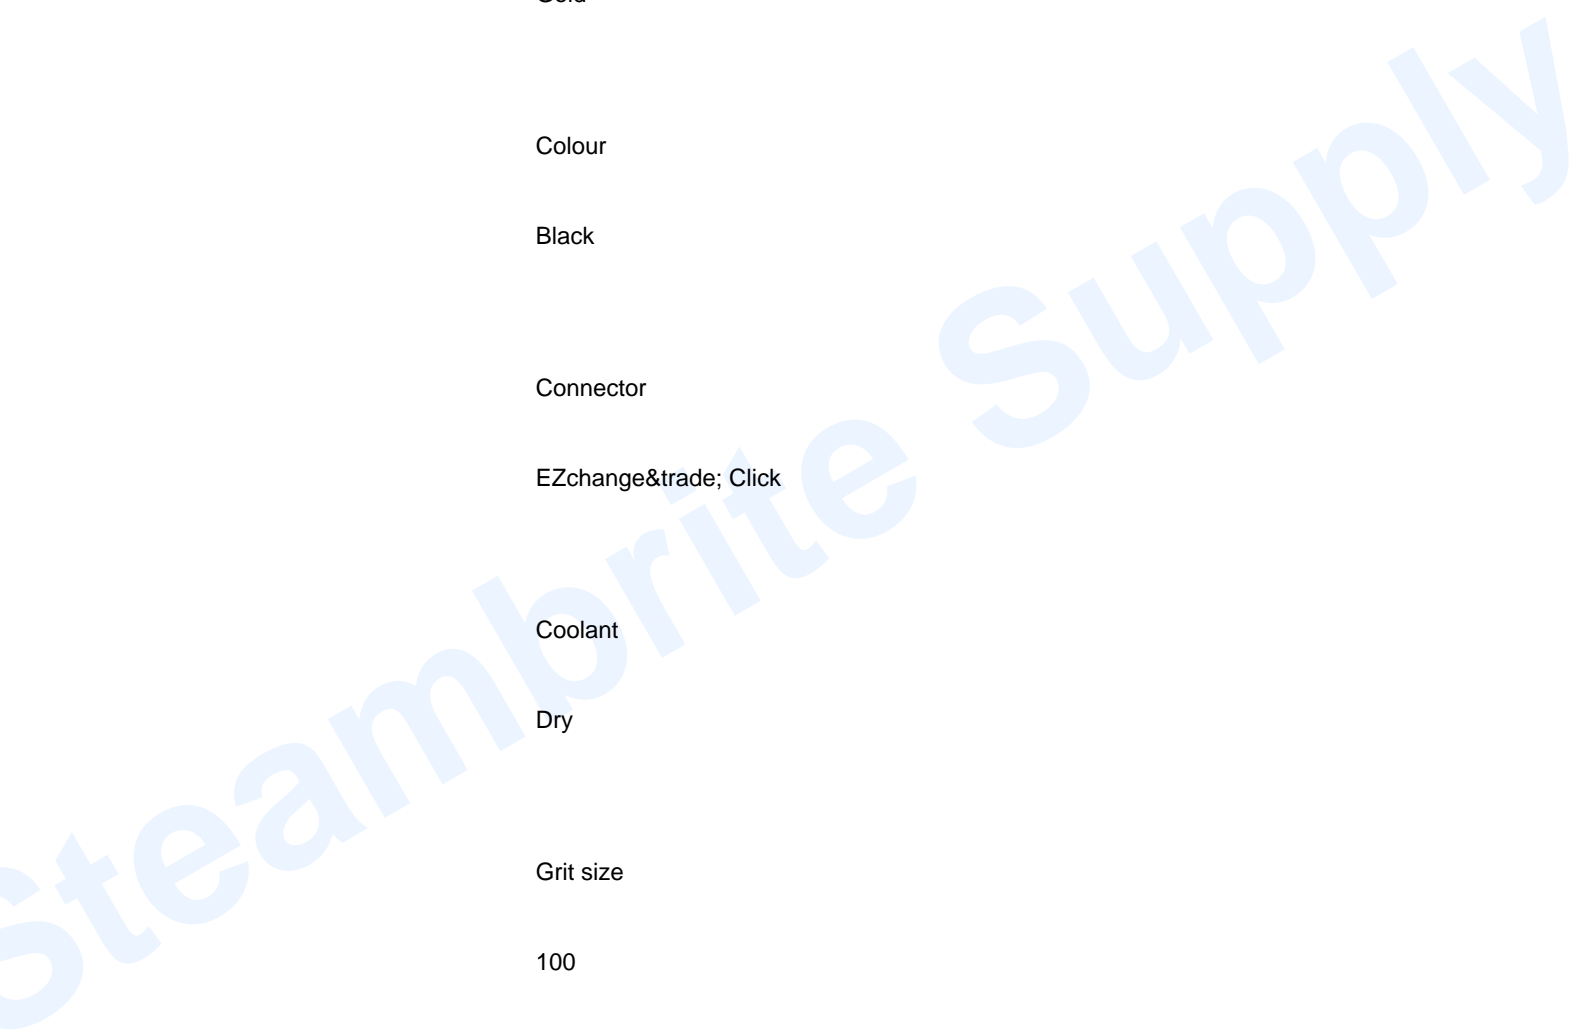 Colour
Black
Connector
EZchange&trade; Click
Coolant
Dry
Grit size
100
Steambrite Supply